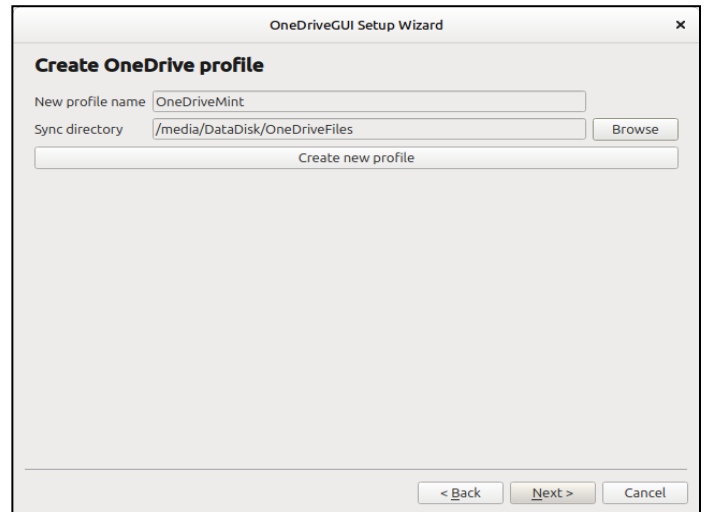 OneDriveGUI Setup Wizard ×
Create OneDrive profile
New profile name OneDriveMint
Sync directory /media/DataDisk/OneDriveFiles Browse
Create new profile
< Back Next > Cancel